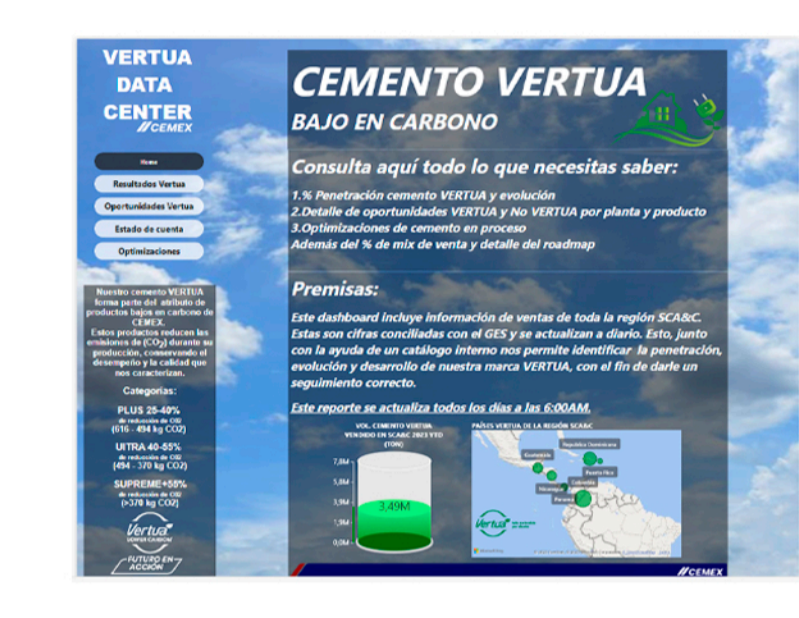 VERTUA
DATA
CENTER
CEMEX
Home
Resultados Vertua
Oportunidades Vertua
Estado de cuenta
Optimizaciones
Nuestro cemento VERTUA
forma parte del atributo de
productos bajos en carbono de
CEMEX.
Estos productos reducen las
emisiones de (CO₂) durante su
producción, conservando el
desempeño y la calidad que
nos caracterizan.
Categorías:
PLUS 25-40%
de reducción de CO2
(616 - 494 kg CO2)
UITRA 40-55%
de reducción de CO2
(494 - 370 kg CO2)
SUPREME+55%
de reducción de CO2
(>370 kg CO2)
Vertua
FUTURO EN
ACCIÓN
CEMENTO VERTUA
BAJO EN CARBONO
Consulta aquí todo lo que necesitas saber:
1.% Penetración cemento VERTUA y evolución
2.Detalle de oportunidades VERTUA y No VERTUA por planta y producto
3.Optimizaciones de cemento en proceso
Además del % de mix de venta y detalle del roadmap
Premisas:
Este dashboard incluye información de ventas de toda la región SCA&C.
Estas son cifras conciliadas con el GES y se actualizan a diario. Esto, junto
con la ayuda de un catálogo interno nos permite identificar la penetración,
evolución y desarrollo de nuestra marca VERTUA, con el fin de darle un
seguimiento correcto.
Este reporte se actualiza todos los días a las 6:00AM.
VOL. CEMENTO VERTUA
VENDIDO EN SCA&C 2023 YTD
(TON)
7,8M
5,8M
3,9M
1,9M
0,0M
3,49M
PAÍSES VERTUA DE LA REGIÓN SCA&C
República Dominicana
Guatemala
Puerto Rico
Nicaragua
Colombia
Panamá
Vertua
CEMEX